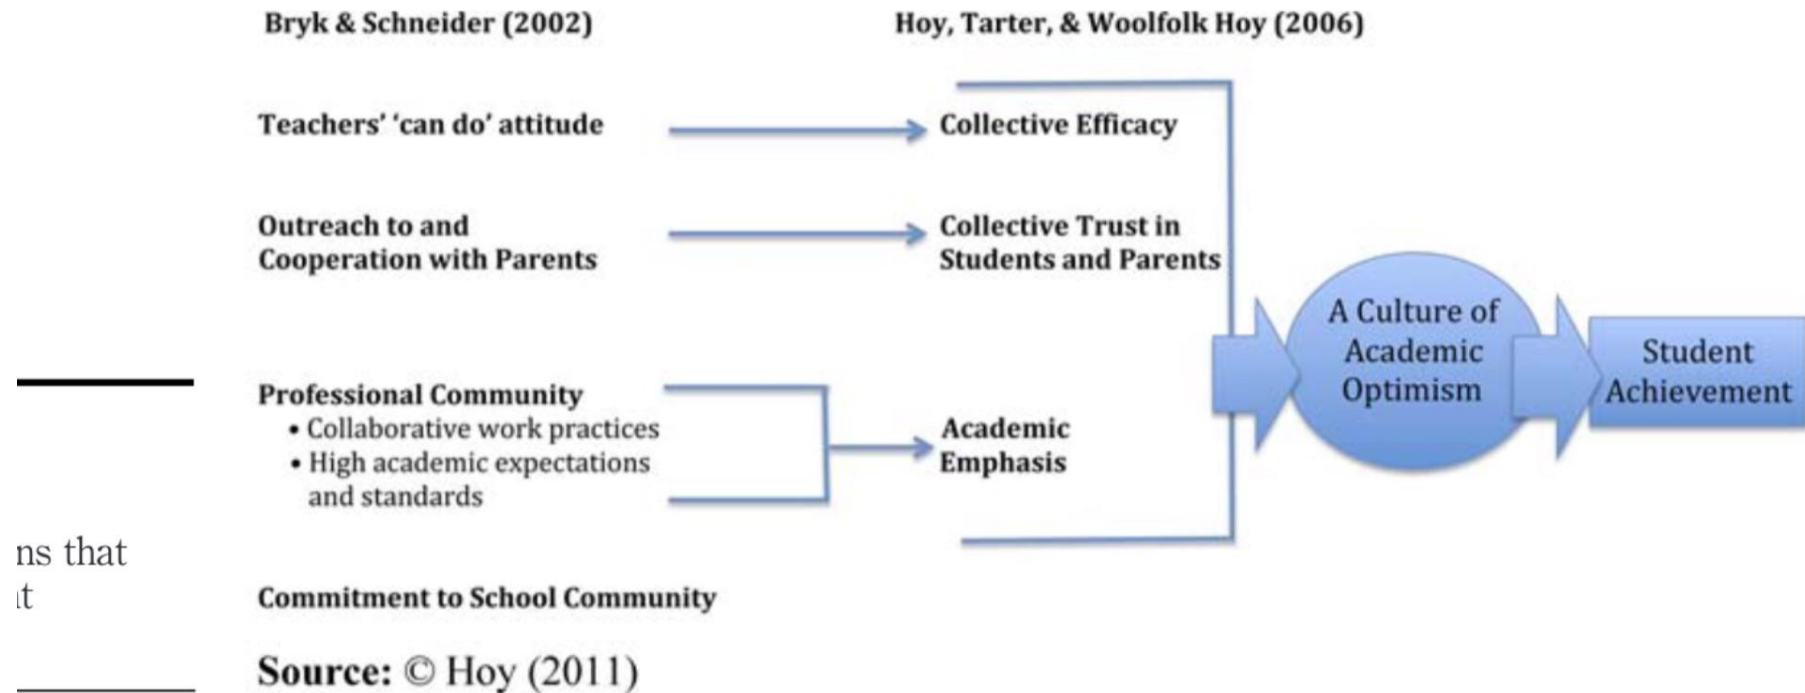 Bryk & Schneider (2002)
Hoy, Tarter, & Woolfolk Hoy (2006)
Teachers’ ‘can do’ attitude
Collective Efficacy
Outreach to and
Cooperation with Parents
Collective Trust in
Students and Parents
A Culture of
Academic
Optimism
Student
Achievement
Professional Community
• Collaborative work practices
• High academic expectations
and standards
Academic
Emphasis
that
Commitment to School Community
Source: © Hoy (2011)